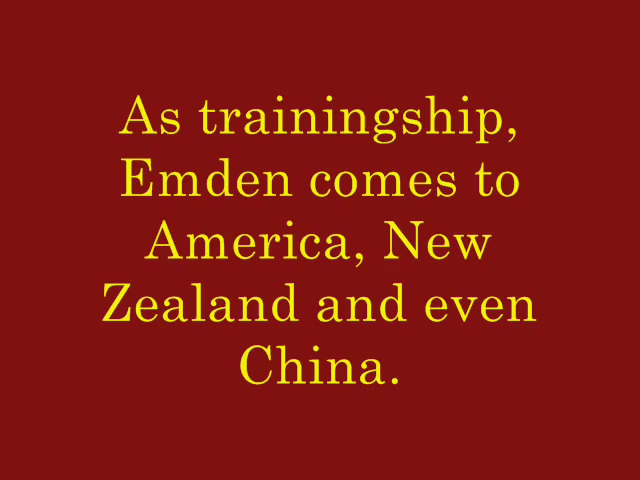 As trainingship,
Emden comes to
America, New
Zealand and even
China.